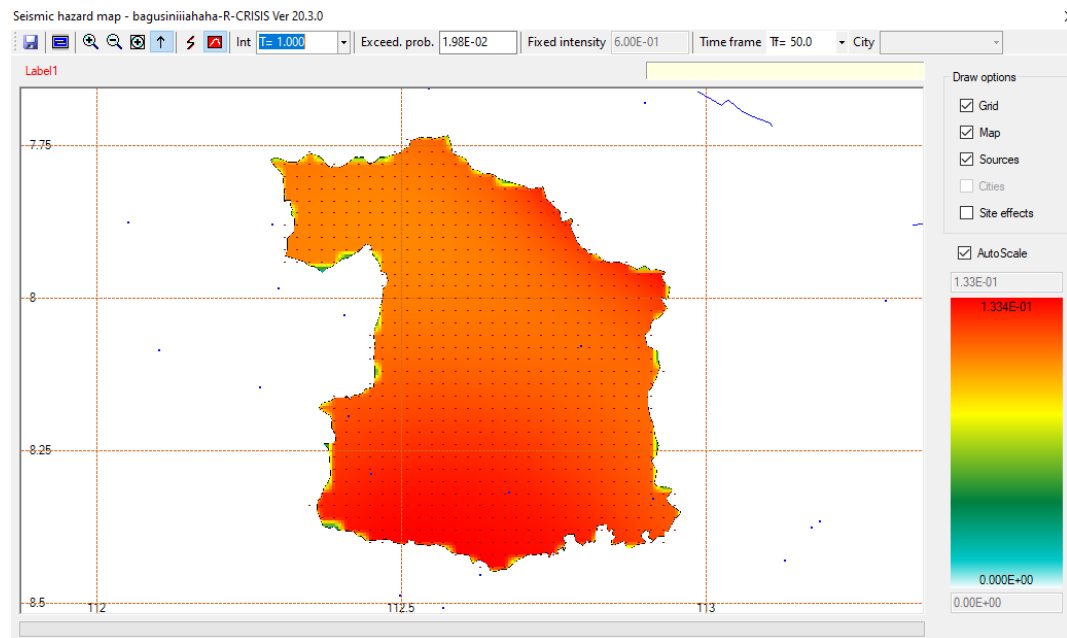 Seismic hazard map - bagusiniiiahaha-R-CRISIS Ver 20.3.0
Int T= 1.000 Exceed. prob. 1.98E-02 Fixed intensity 6.00E-01 Time frame Tf= 50.0 City
Label1
Draw options
Grid
Map
Sources
Cities
Site effects
AutoScale
1.33E-01
1.334E-01
0.000E+00
0.00E+00
-7.75
-8
-8.25
-8.5
112 112.5 113